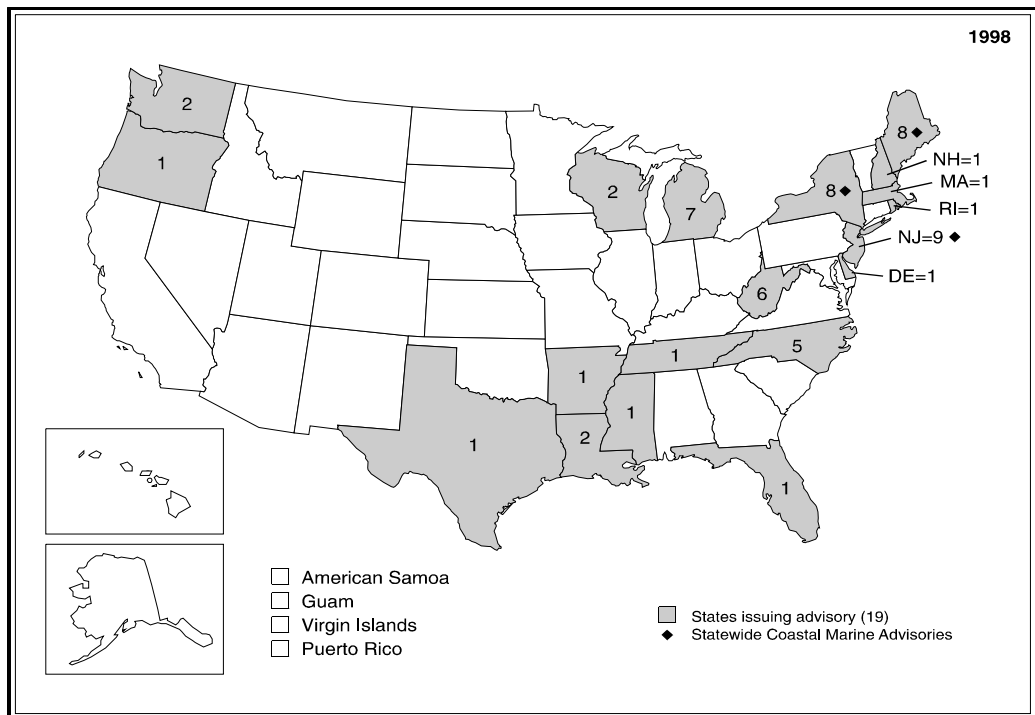 1998
2
8 ◆
1
NH=1
2
8 ◆
MA=1
7
RI=1
NJ=9 ◆
DE=1
6
5
1
1
1
2
1
1
American Samoa
Guam
Virgin Islands
Puerto Rico
States issuing advisory (19)
◆ Statewide Coastal Marine Advisories